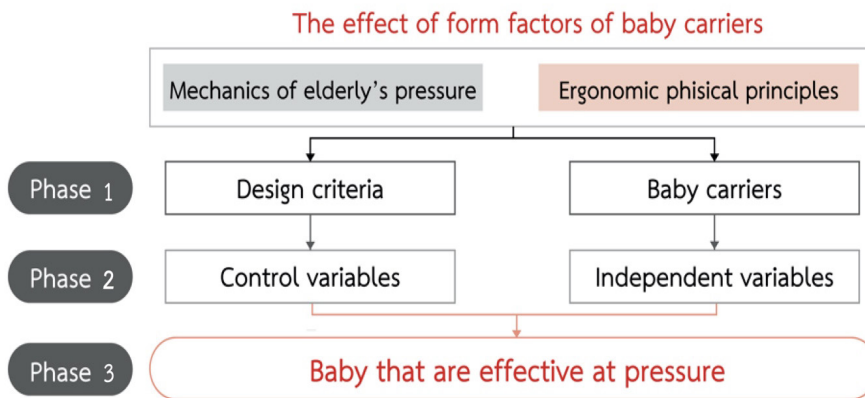 The effect of form factors of baby carriers
Mechanics of elderly's pressure
Ergonomic phisical principles
Phase 1
Design criteria
Baby carriers
Phase 2
Control variables
Independent variables
Phase 3
Baby that are effective at pressure